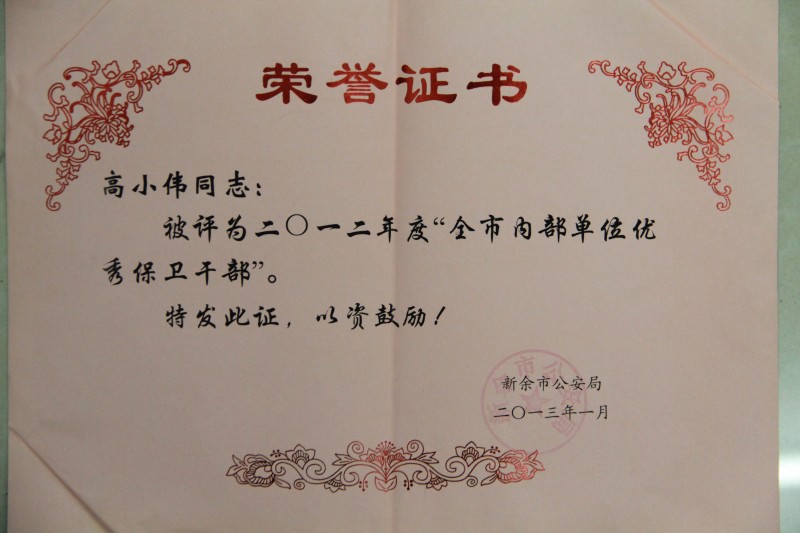 荣誉证书
高小伟同志：
被评为二〇一二年度“全市内部单位优
秀保卫干部”。
特发此证，以资鼓励！
新余市公安局
二〇一三年一月